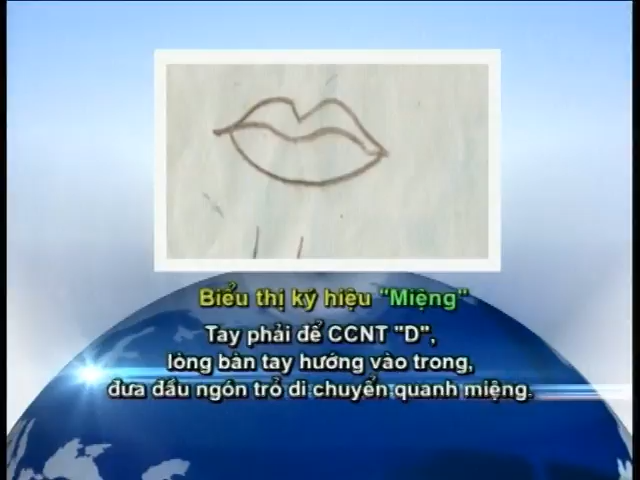 Biểu thị ký hiệu "Miệng"
Tay phải để CCNT "D",
lòng bàn tay hướng vào trong,
đưa đầu ngón trỏ di chuyển quanh miệng.